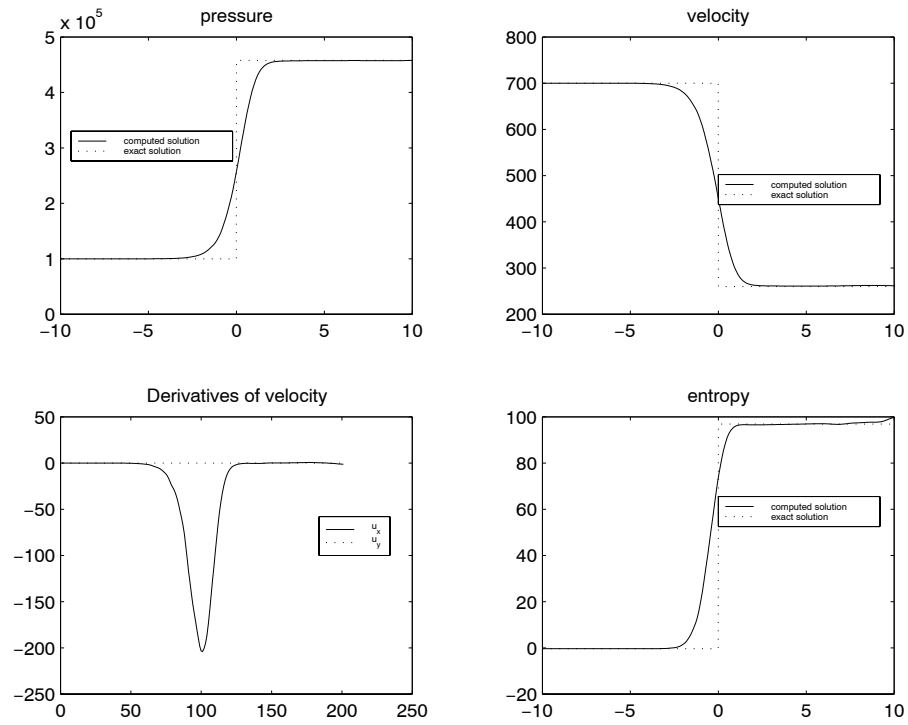 pressure
x 10^5
5
4
3
2
1
0
−10 −5 0 5 10
computed solution
exact solution
velocity
800
700
600
500
400
300
200
−10 −5 0 5 10
computed solution
exact solution
Derivatives of velocity
50
0
−50
−100
−150
−200
−250
0 50 100 150 200 250
u_x
u_y
entropy
100
80
60
40
20
0
−20
−10 −5 0 5 10
computed solution
exact solution